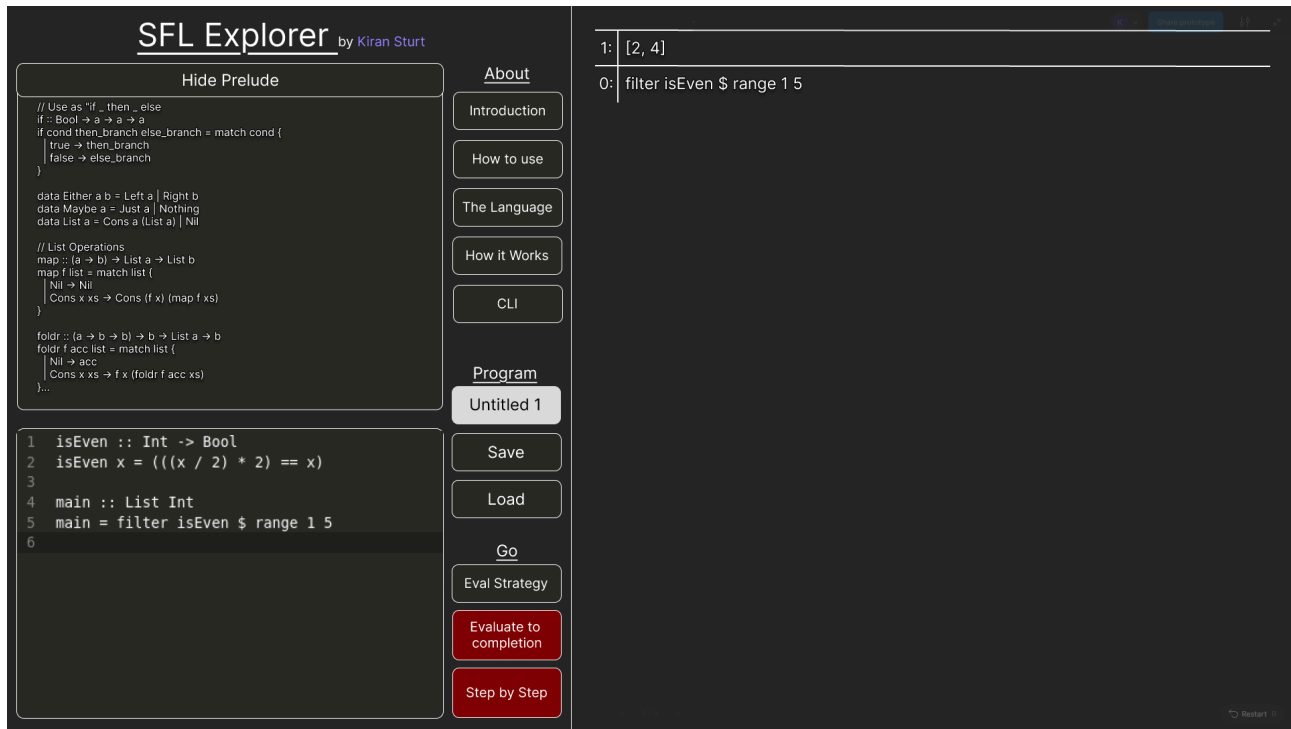 SFL Explorer by Kiran Sturt
Hide Prelude
// Use as "if _ then _ else
if :: Bool → a → a → a
if cond then_branch else_branch = match cond {
| true → then_branch
| false → else_branch
}
data Either a b = Left a | Right b
data Maybe a = Just a | Nothing
data List a = Cons a (List a) | Nil
// List Operations
map :: (a → b) → List a → List b
map f list = match list {
| Nil → Nil
| Cons x xs → Cons (f x) (map f xs)
}
foldr :: (a → b → b) → b → List a → b
foldr f acc list = match list {
| Nil → acc
| Cons x xs → f x (foldr f acc xs)
}...
1 isEven :: Int -> Bool
2 isEven x = (((x / 2) * 2) == x)
3
4 main :: List Int
5 main = filter isEven $ range 1 5
6
About
Introduction
How to use
The Language
How it Works
CLI
Program
Untitled 1
Save
Load
Go
Eval Strategy
Evaluate to
completion
Step by Step
K
Share prototype
1: [2, 4]
0: filter isEven $ range 1 5
Restart R